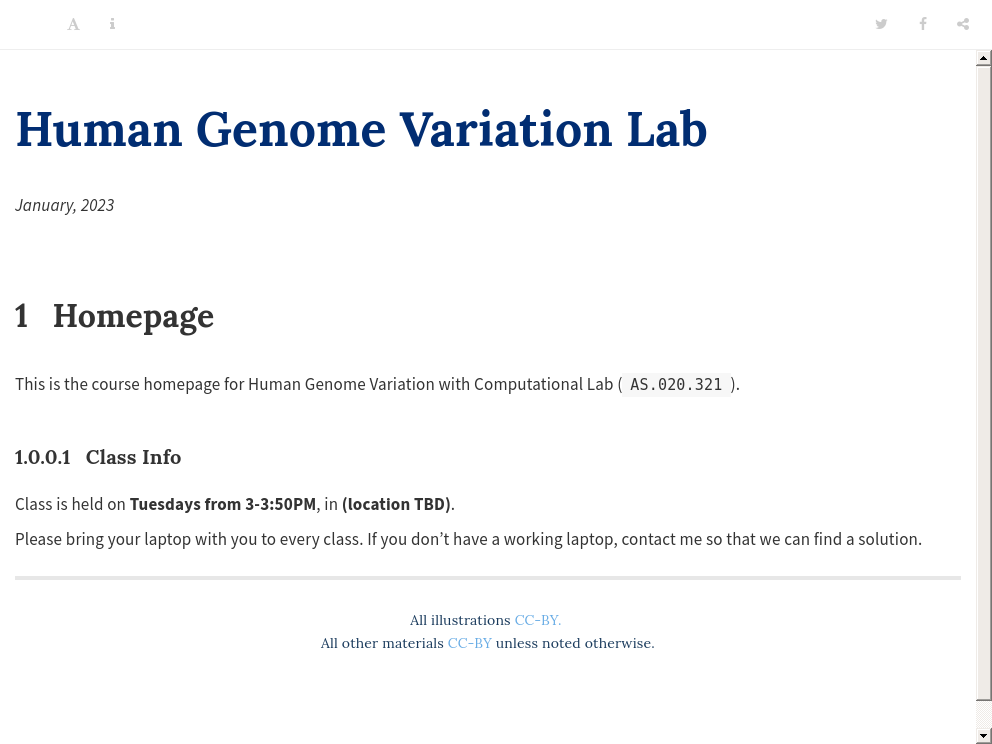 A i
Human Genome Variation Lab
January, 2023
1 Homepage
This is the course homepage for Human Genome Variation with Computational Lab ( AS.020.321 ).
1.0.0.1 Class Info
Class is held on Tuesdays from 3-3:50PM, in (location TBD).
Please bring your laptop with you to every class. If you don’t have a working laptop, contact me so that we can find a solution.
All illustrations CC-BY.
All other materials CC-BY unless noted otherwise.